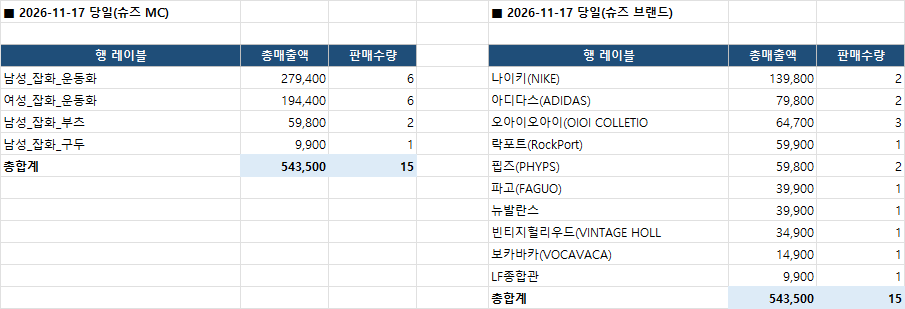 ■ 2026-11-17 당일(슈즈 MC)
행 레이블 총매출액 판매수량
남성_잡화_운동화 279,400 6
여성_잡화_운동화 194,400 6
남성_잡화_부츠 59,800 2
남성_잡화_구두 9,900 1
총합계 543,500 15
■ 2026-11-17 당일(슈즈 브랜드)
행 레이블 총매출액 판매수량
나이키(NIKE) 139,800 2
아디다스(ADIDAS) 79,800 2
오아이오아이(OIOI COLLETIO 64,700 3
락포트(RockPort) 59,900 1
핍즈(PHYPS) 59,800 2
파고(FAGUO) 39,900 1
뉴발란스 39,900 1
빈티지헐리우드(VINTAGE HOLL 34,900 1
보카바카(VOCAVACA) 14,900 1
LF종합관 9,900 1
총합계 543,500 15